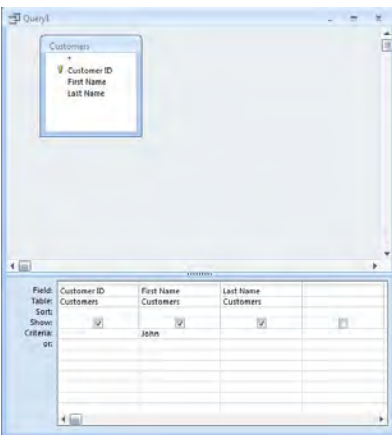 Query1
Customers
*
Customer ID
First Name
Last Name
Field: Customer ID First Name Last Name
Table: Customers Customers Customers
Sort:
Show:
Criteria: John
or: